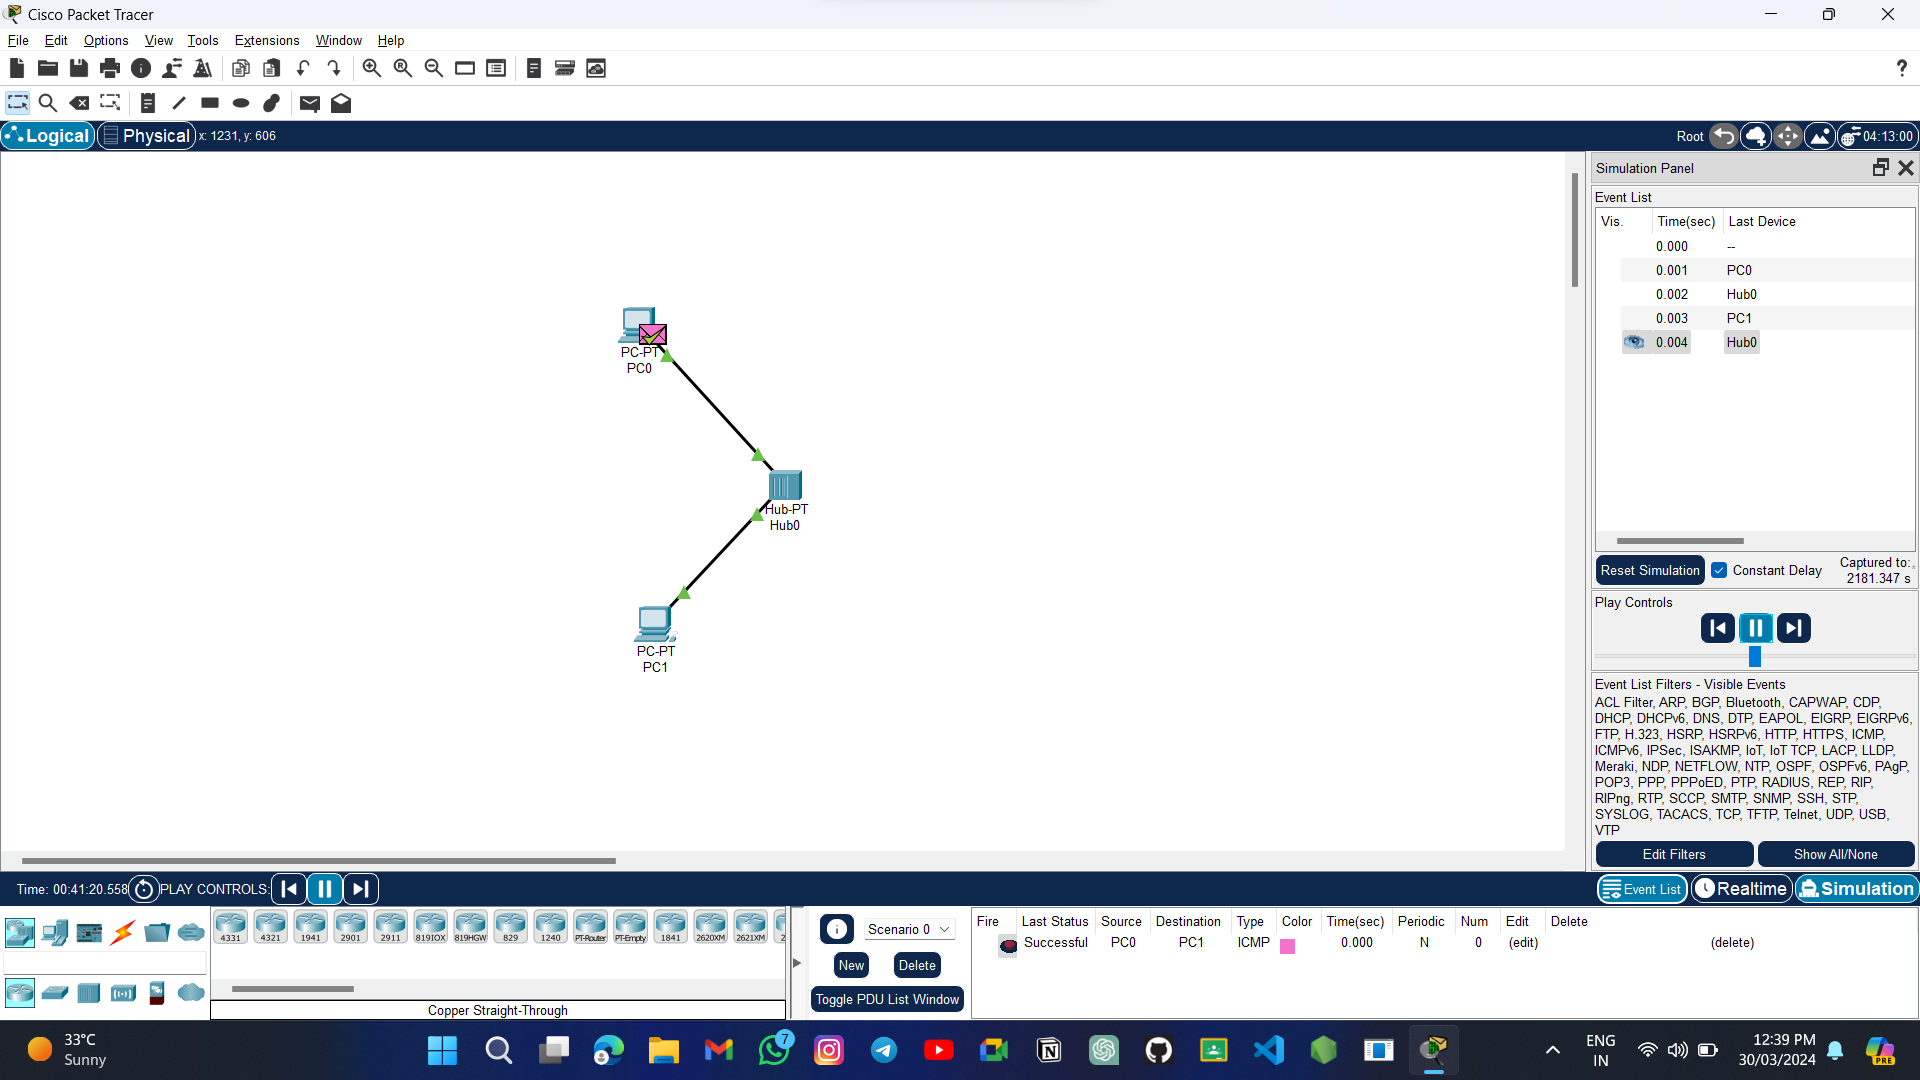 Cisco Packet Tracer
File Edit Options View Tools Extensions Window Help
?
Logical Physical x: 1231, y: 606 Root 04:13:00
Simulation Panel
Event List
Vis. Time(sec) Last Device
0.000 --
0.001 PC0
0.002 Hub0
0.003 PC1
0.004 Hub0
PC-PT
PC0
Hub-PT
Hub0
PC-PT
PC1
Reset Simulation Constant Delay Captured to:
2181.347 s
Play Controls
Event List Filters - Visible Events
ACL Filter, ARP, BGP, Bluetooth, CAPWAP, CDP,
DHCP, DHCPv6, DNS, DTP, EAPOL, EIGRP, EIGRPv6,
FTP, H.323, HSRP, HSRPv6, HTTP, HTTPS, ICMP,
ICMPv6, IPSec, ISAKMP, IoT, IoT TCP, LACP, LLDP,
Meraki, NDP, NETFLOW, NTP, OSPF, OSPFv6, PAgP,
POP3, PPP, PPPoED, PTP, RADIUS, REP, RIP,
RIPng, RTP, SCCP, SMTP, SNMP, SSH, STP,
SYSLOG, TACACS, TCP, TFTP, Telnet, UDP, USB,
VTP
Edit Filters Show All/None
Time: 00:41:20.558 PLAY CONTROLS: Event List Realtime Simulation
4331 4321 1941 2901 2911 819IOX 819HGW 829 1240 PT-Router PT-Empty 1841 2620XM 2621XM 2
Copper Straight-Through
Scenario 0
New Delete
Toggle PDU List Window
Fire Last Status Source Destination Type Color Time(sec) Periodic Num Edit Delete
Successful PC0 PC1 ICMP 0.000 N 0 (edit) (delete)
33°C
Sunny
7
ENG
IN
12:39 PM
30/03/2024
PRE